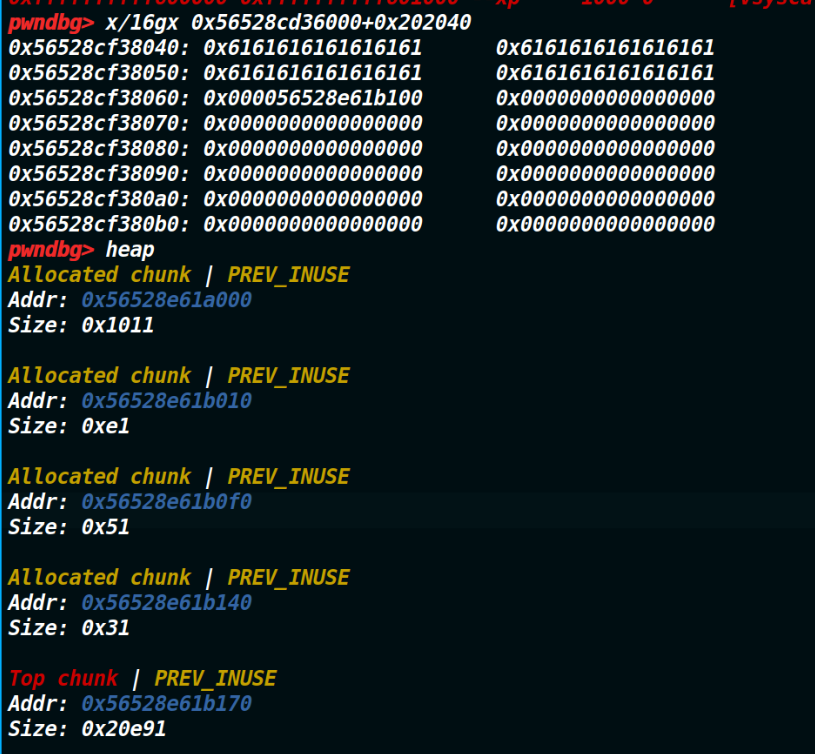 pwndbg> x/16gx 0x56528cd36000+0x202040
0x56528cf38040: 0x6161616161616161 0x6161616161616161
0x56528cf38050: 0x6161616161616161 0x6161616161616161
0x56528cf38060: 0x000056528e61b100 0x0000000000000000
0x56528cf38070: 0x0000000000000000 0x0000000000000000
0x56528cf38080: 0x0000000000000000 0x0000000000000000
0x56528cf38090: 0x0000000000000000 0x0000000000000000
0x56528cf380a0: 0x0000000000000000 0x0000000000000000
0x56528cf380b0: 0x0000000000000000 0x0000000000000000
pwndbg> heap
Allocated chunk | PREV_INUSE
Addr: 0x56528e61a000
Size: 0x1011
Allocated chunk | PREV_INUSE
Addr: 0x56528e61b010
Size: 0xe1
Allocated chunk | PREV_INUSE
Addr: 0x56528e61b0f0
Size: 0x51
Allocated chunk | PREV_INUSE
Addr: 0x56528e61b140
Size: 0x31
Top chunk | PREV_INUSE
Addr: 0x56528e61b170
Size: 0x20e91